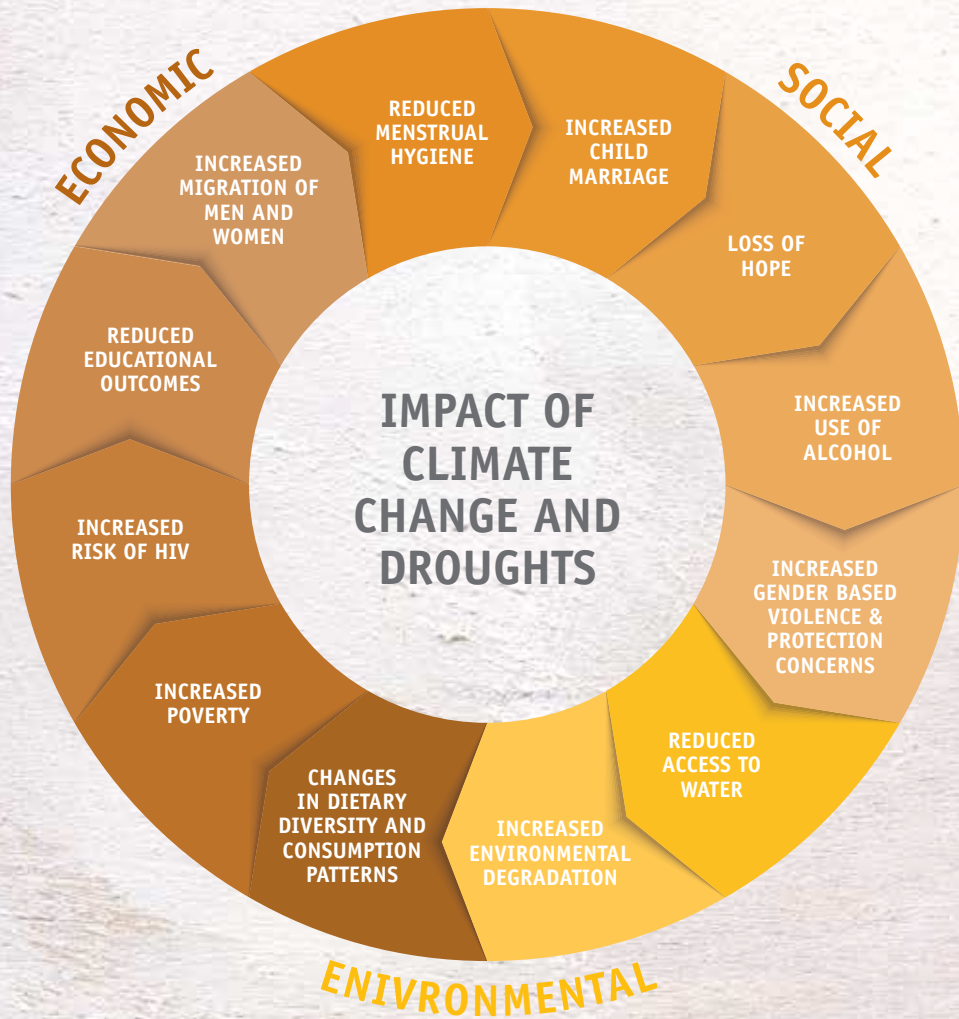 ECONOMIC
SOCIAL
REDUCED
MENSTRUAL
HYGIENE
INCREASED
CHILD
MARRIAGE
LOSS OF
HOPE
INCREASED
USE OF
ALCOHOL
INCREASED
GENDER BASED
VIOLENCE &
PROTECTION
CONCERNS
REDUCED
ACCESS TO
WATER
INCREASED
ENVIRONMENTAL
DEGRADATION
CHANGES
IN DIETARY
DIVERSITY AND
CONSUMPTION
PATTERNS
INCREASED
POVERTY
INCREASED
RISK OF HIV
REDUCED
EDUCATIONAL
OUTCOMES
INCREASED
MIGRATION OF
MEN AND
WOMEN
IMPACT OF
CLIMATE
CHANGE AND
DROUGHTS
ENIVRONMENTAL